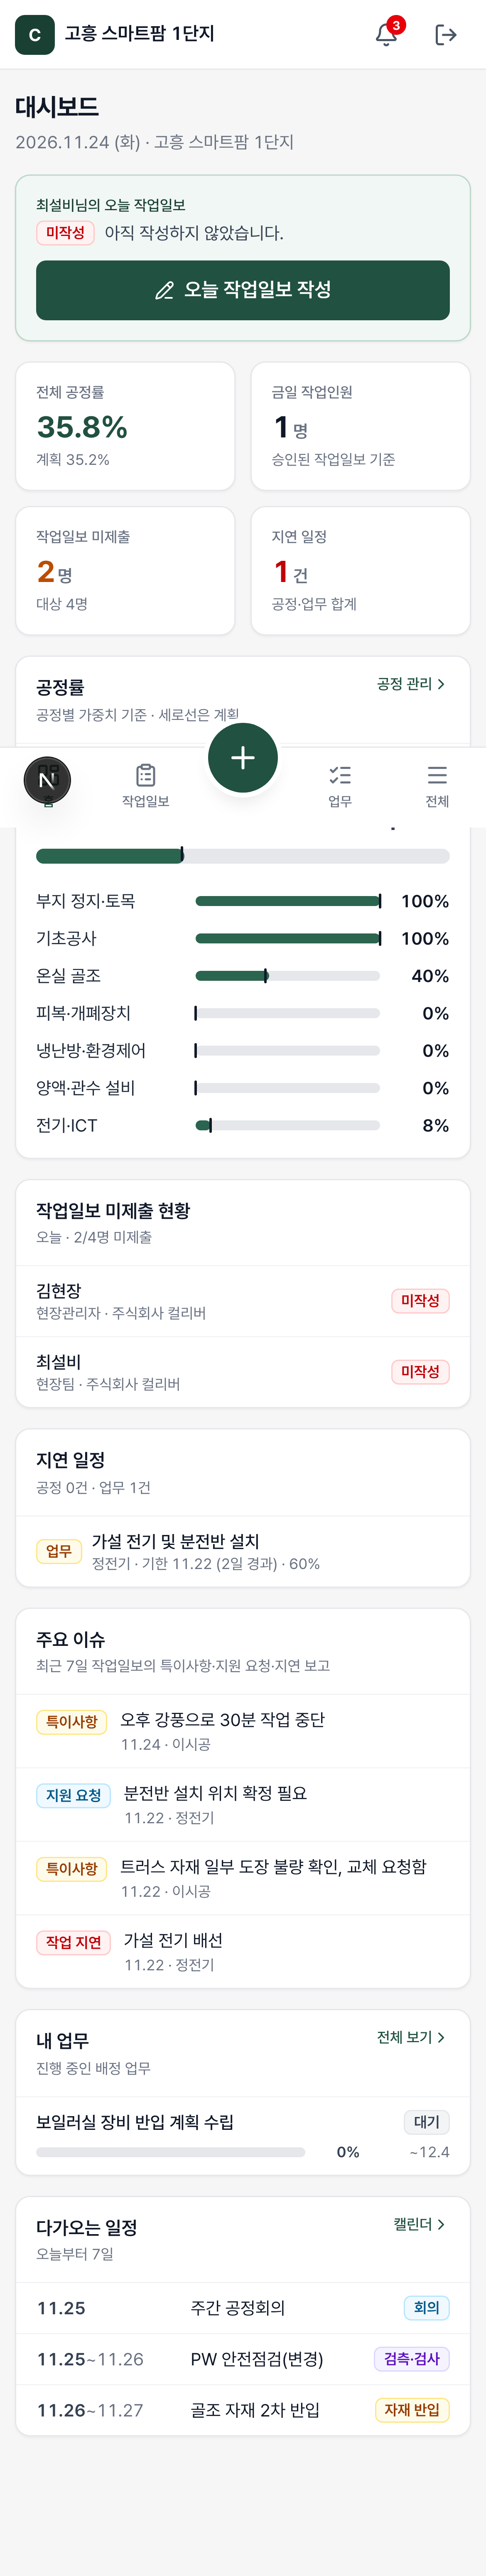 C 고흥 스마트팜 1단지 3
대시보드
2026.11.24 (화) · 고흥 스마트팜 1단지
최설비님의 오늘 작업일보
미작성 아직 작성하지 않았습니다.
오늘 작업일보 작성
전체 공정률
35.8%
계획 35.2%
금일 작업인원
1 명
승인된 작업일보 기준
작업일보 미제출
2 명
대상 4명
지연 일정
1 건
공정·업무 합계
공정률 공정 관리
공정별 가중치 기준 · 세로선은 계획
N
홈 작업일보 업무 전체
부지 정지·토목 100%
기초공사 100%
온실 골조 40%
피복·개폐장치 0%
냉난방·환경제어 0%
양액·관수 설비 0%
전기·ICT 8%
작업일보 미제출 현황
오늘 · 2/4명 미제출
김현장 미작성
현장관리자 · 주식회사 컬리버
최설비 미작성
현장팀 · 주식회사 컬리버
지연 일정
공정 0건 · 업무 1건
업무 가설 전기 및 분전반 설치
정전기 · 기한 11.22 (2일 경과) · 60%
주요 이슈
최근 7일 작업일보의 특이사항·지원 요청·지연 보고
특이사항 오후 강풍으로 30분 작업 중단
11.24 · 이시공
지원 요청 분전반 설치 위치 확정 필요
11.22 · 정전기
특이사항 트러스 자재 일부 도장 불량 확인, 교체 요청함
11.22 · 이시공
작업 지연 가설 전기 배선
11.22 · 정전기
내 업무 전체 보기
진행 중인 배정 업무
보일러실 장비 반입 계획 수립 대기
0% ~12.4
다가오는 일정 캘린더
오늘부터 7일
11.25 주간 공정회의 회의
11.25~11.26 PW 안전점검(변경) 검측·검사
11.26~11.27 골조 자재 2차 반입 자재 반입